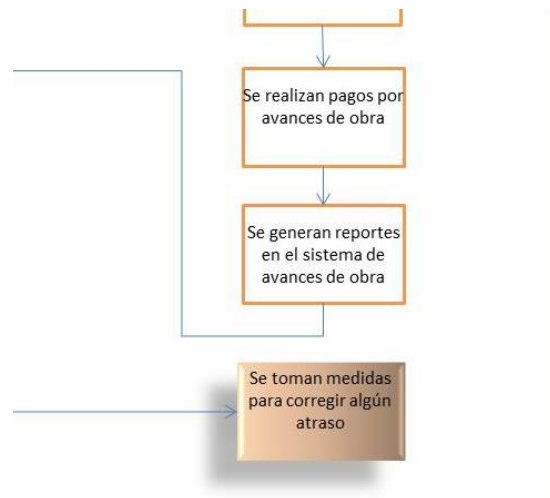 Se realizan pagos por
avances de obra
Se generan reportes
en el sistema de
avances de obra
Se toman medidas
para corregir algún
atraso